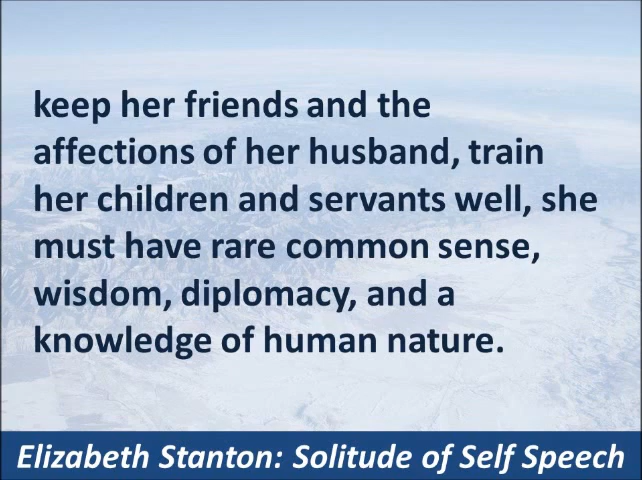 keep her friends and the
affections of her husband, train
her children and servants well, she
must have rare common sense,
wisdom, diplomacy, and a
knowledge of human nature.
Elizabeth Stanton: Solitude of Self Speech